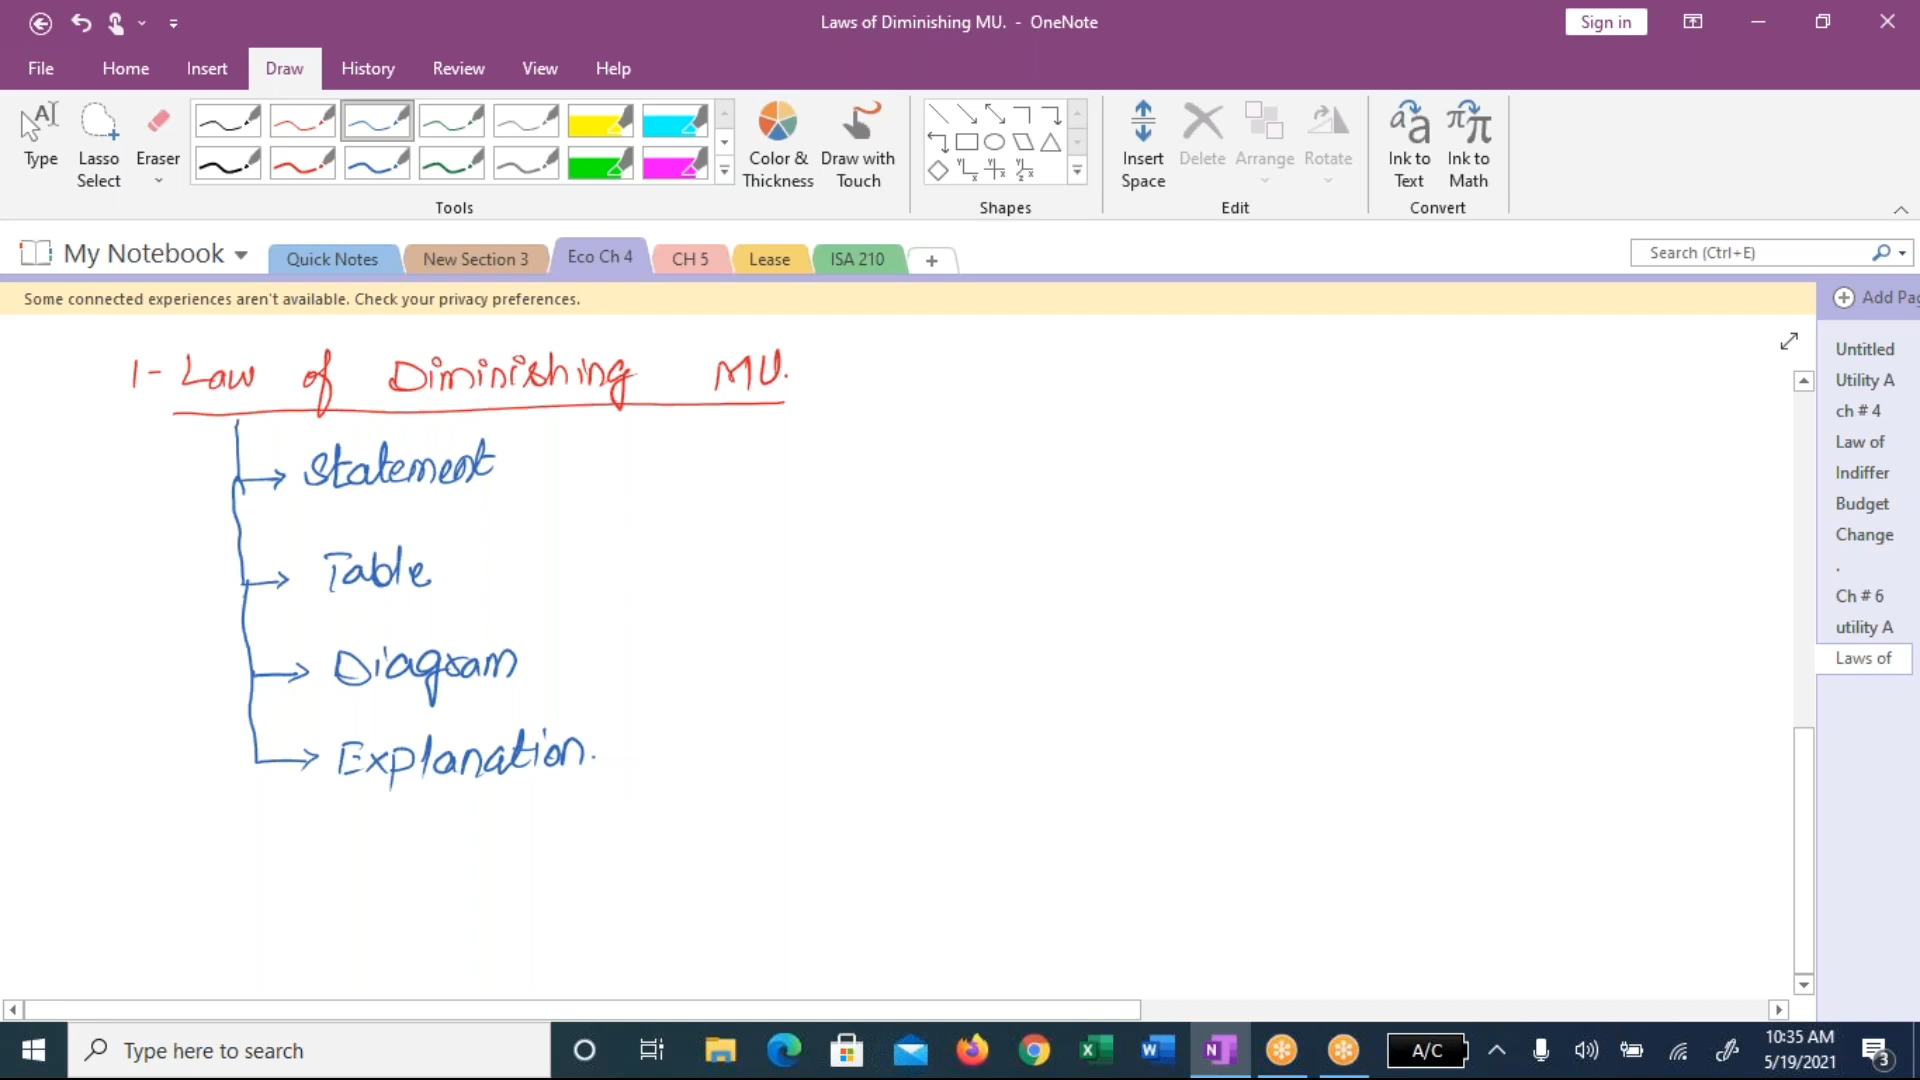 Laws of Diminishing MU. - OneNote
Sign in
File Home Insert Draw History Review View Help
Type
Lasso Select
Eraser
Color & Thickness
Draw with Touch
Insert Space
Delete
Arrange
Rotate
Ink to Text
Ink to Math
Tools Shapes Edit Convert
My Notebook
Quick Notes New Section 3 Eco Ch 4 CH 5 Lease ISA 210 +
Search (Ctrl+E)
Some connected experiences aren't available. Check your privacy preferences.
Add Pag
Untitled
Utility A
ch # 4
Law of
Indiffer
Budget
Change
.
Ch # 6
utility A
Laws of
1- Law of Diminishing MU.
Statement
Table
Diagram
Explanation.
Type here to search
A/C
10:35 AM
5/19/2021
3